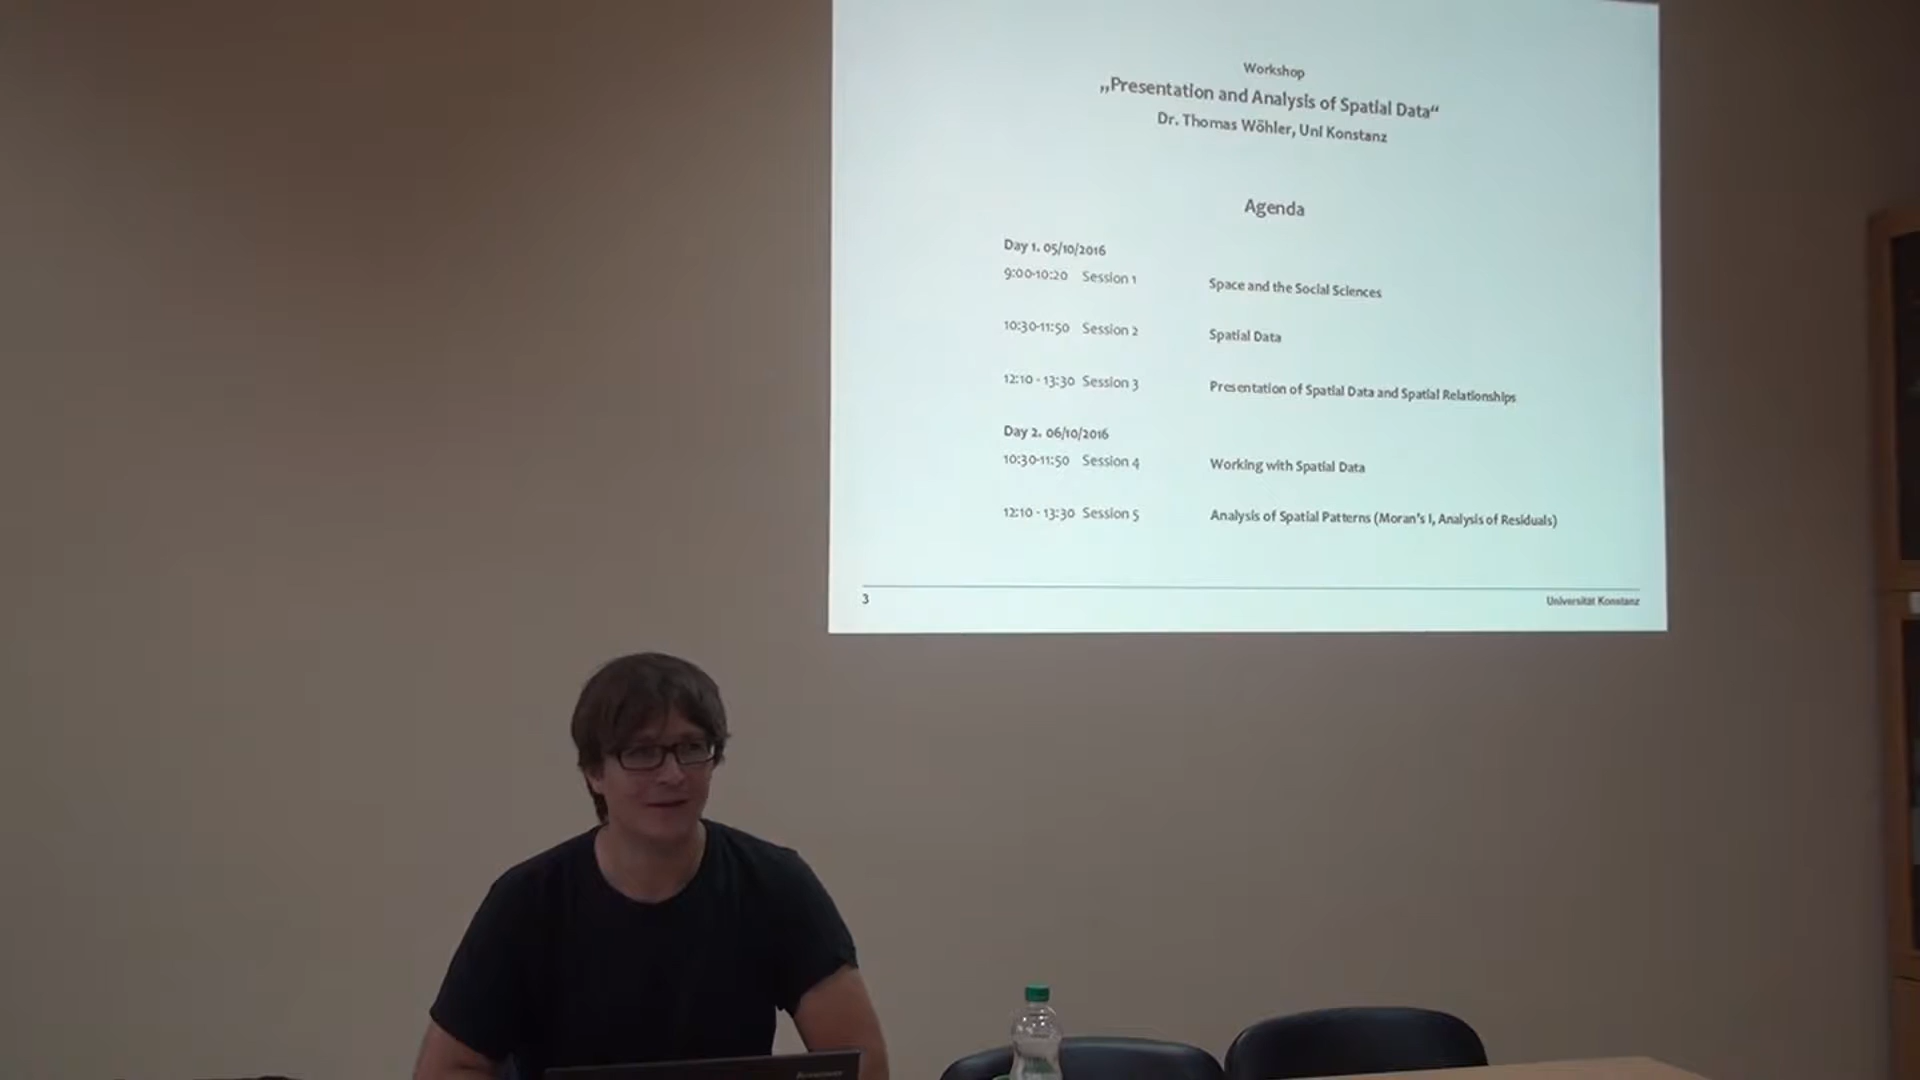 Workshop
„Presentation and Analysis of Spatial Data“
Dr. Thomas Wöhler, Uni Konstanz
Agenda
Day 1. 05/10/2016
9:00-10:20 Session 1 Space and the Social Sciences
10:30-11:50 Session 2 Spatial Data
12:10 - 13:30 Session 3 Presentation of Spatial Data and Spatial Relationships
Day 2. 06/10/2016
10:30-11:50 Session 4 Working with Spatial Data
12:10 - 13:30 Session 5 Analysis of Spatial Patterns (Moran's I, Analysis of Residuals)
3 Universität Konstanz